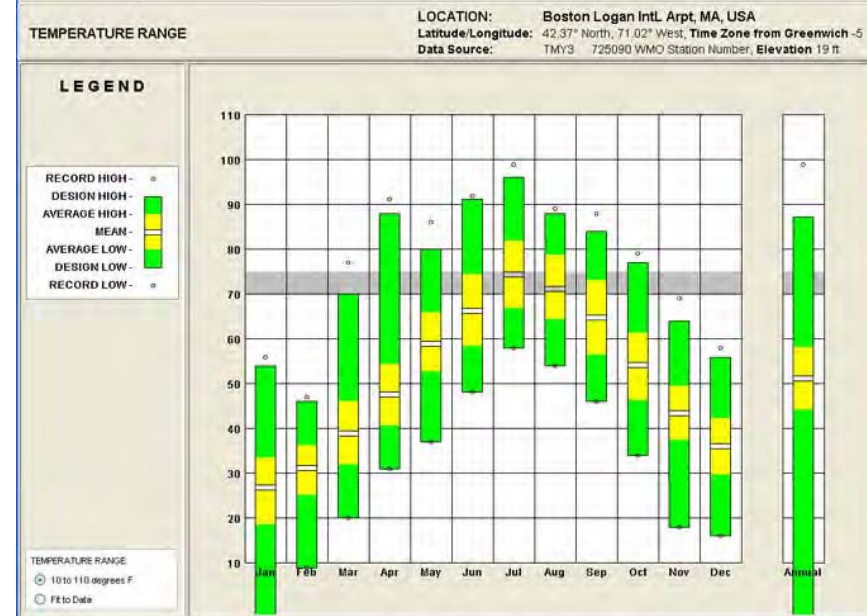 TEMPERATURE RANGE
LOCATION: Boston Logan IntL Arpt, MA, USA
Latitude/Longitude: 42.37° North, 71.02° West, Time Zone from Greenwich -5
Data Source: TMY3 725090 WMO Station Number, Elevation 19 ft
LEGEND
RECORD HIGH -
DESIGN HIGH -
AVERAGE HIGH -
MEAN -
AVERAGE LOW -
DESIGN LOW -
RECORD LOW -
TEMPERATURE RANGE
10 to 110 degrees F
Fit to Data
110
100
90
80
70
60
50
40
30
20
10
Jan Feb Mar Apr May Jun Jul Aug Sep Oct Nov Dec Annual